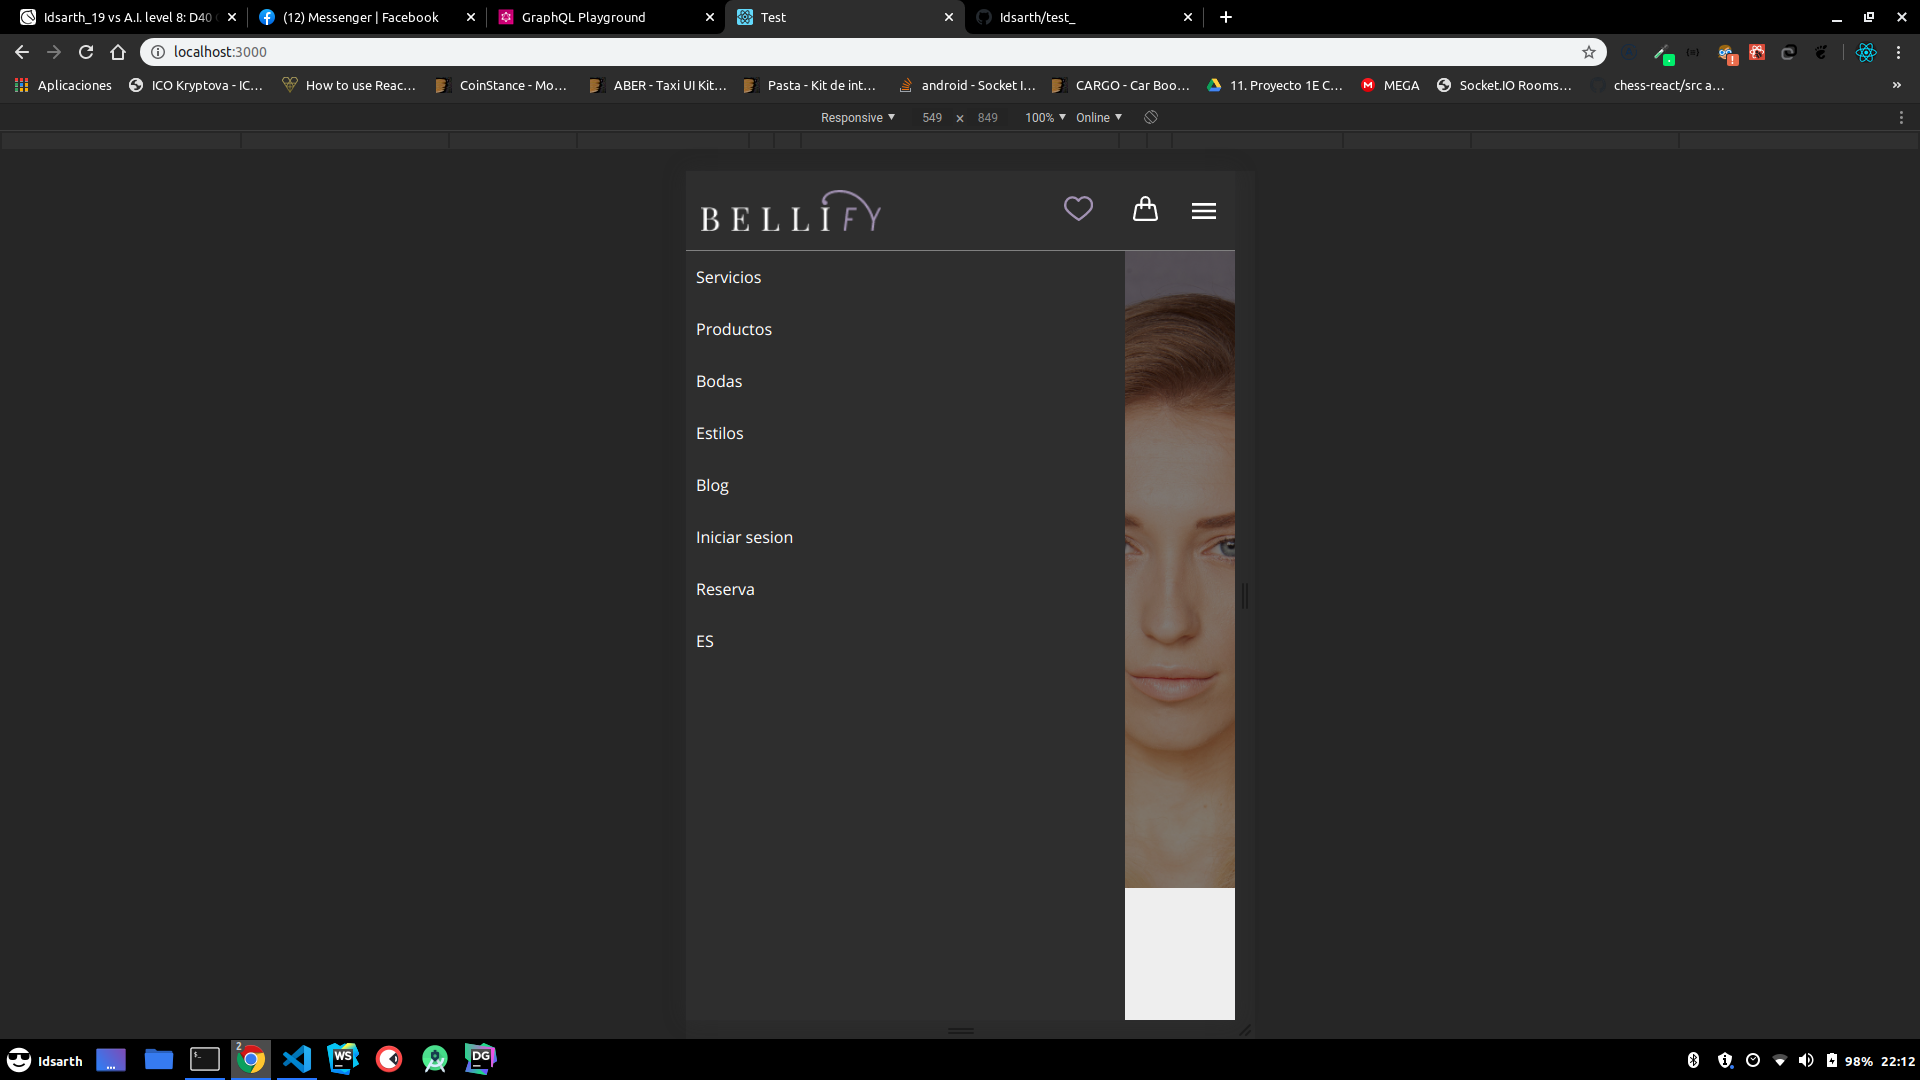 Idsarth_19 vs A.I. level 8: D40
(12) Messenger | Facebook
GraphQL Playground
Test
Idsarth/test_
localhost:3000
Aplicaciones
ICO Kryptova - IC...
How to use Reac...
CoinStance - Mo...
ABER - Taxi UI Kit...
Pasta - Kit de int...
android - Socket I...
CARGO - Car Boo...
11. Proyecto 1E C...
MEGA
Socket.IO Rooms...
chess-react/src a...
»
Responsive 549 x 849 100% Online
BELLIFY
Servicios
Productos
Bodas
Estilos
Blog
Iniciar sesion
Reserva
ES
Idsarth
2
WS
DG
98% 22:12